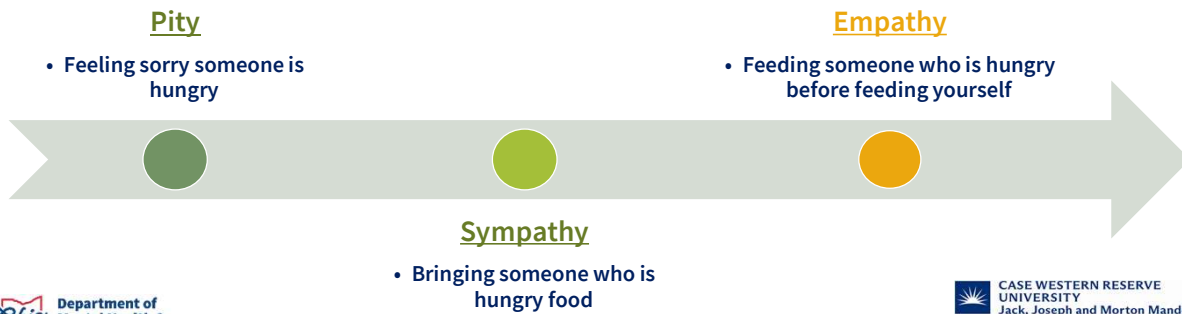 Pity
• Feeling sorry someone is
hungry
Empathy
• Feeding someone who is hungry
before feeding yourself
Sympathy
• Bringing someone who is
hungry food
Department of
CASE WESTERN RESERVE
UNIVERSITY
Jack, Joseph and Morton Mand